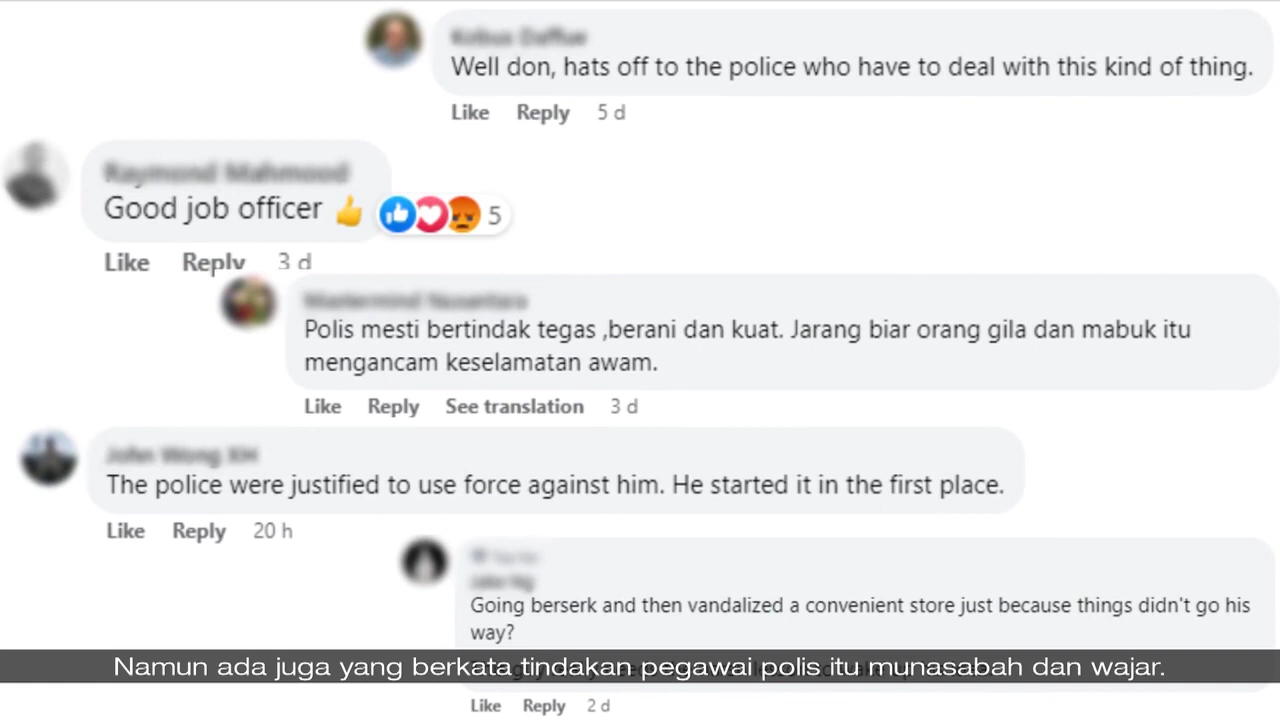 Well don, hats off to the police who have to deal with this kind of thing.
Like Reply 5 d
Good job officer 👍 5
Like Reply 3 d
Polis mesti bertindak tegas ,berani dan kuat. Jarang biar orang gila dan mabuk itu
mengancam keselamatan awam.
Like Reply See translation 3 d
The police were justified to use force against him. He started it in the first place.
Like Reply 20 h
Going berserk and then vandalized a convenient store just because things didn't go his
way?
Namun ada juga yang berkata tindakan pegawai polis itu munasabah dan wajar.
Like Reply 2 d